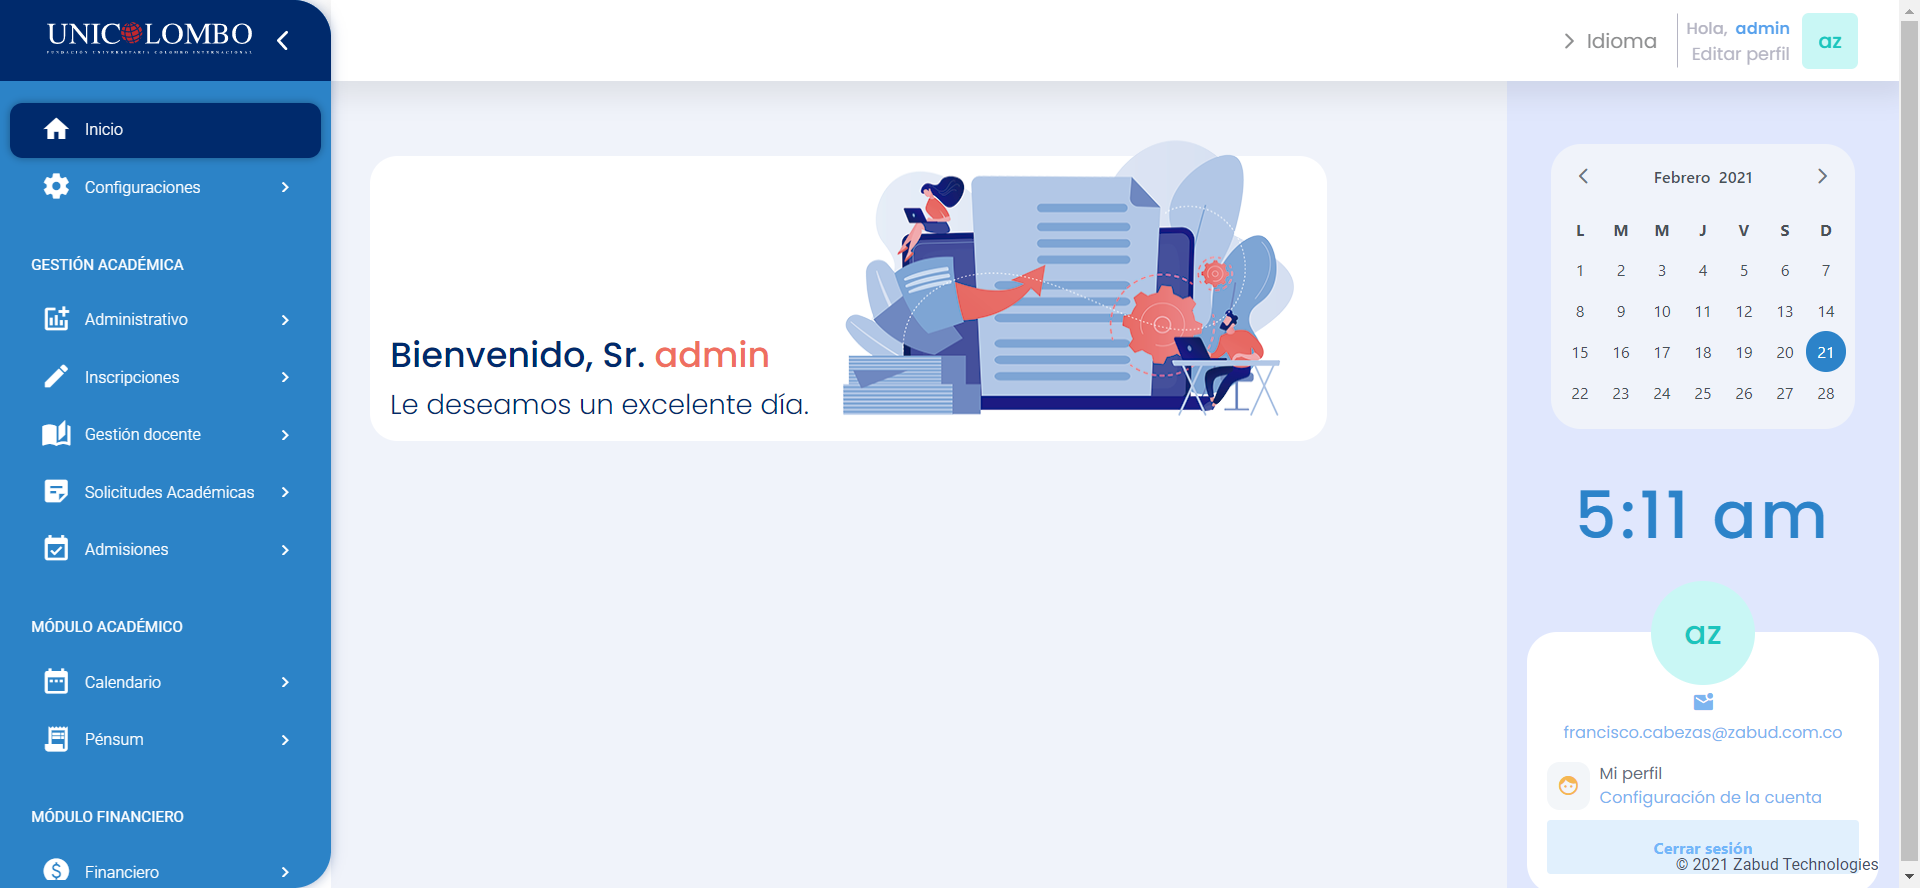 UNICOLOMBO
FUNDACIÓN UNIVERSITARIA COLOMBO INTERNACIONAL
Inicio
Configuraciones
GESTIÓN ACADÉMICA
Administrativo
Inscripciones
Gestión docente
Solicitudes Académicas
Admisiones
MÓDULO ACADÉMICO
Calendario
Pénsum
MÓDULO FINANCIERO
Financiero
Idioma
Hola, admin
Editar perfil
az
Bienvenido, Sr. admin
Le deseamos un excelente día.
Febrero 2021
L M M J V S D
1 2 3 4 5 6 7
8 9 10 11 12 13 14
15 16 17 18 19 20 21
22 23 24 25 26 27 28
5:11 am
az
francisco.cabezas@zabud.com.co
Mi perfil
Configuración de la cuenta
Cerrar sesión
© 2021 Zabud Technologies